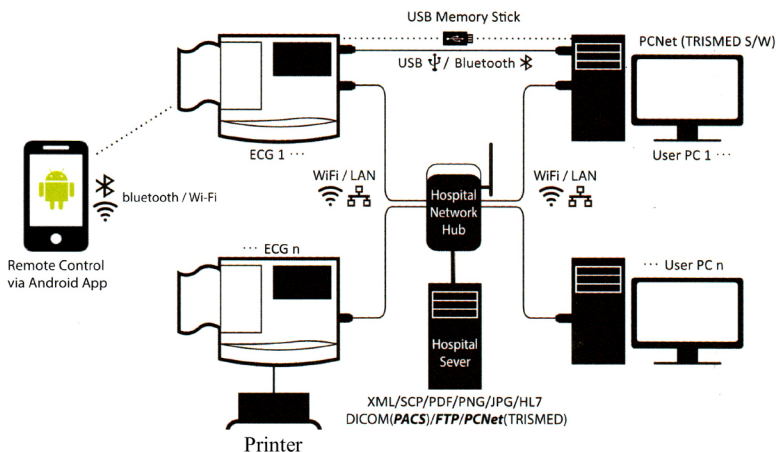 USB Memory Stick
PCNet (TRISMED S/W)
USB / Bluetooth
ECG 1 ···
User PC 1 ···
WiFi / LAN
WiFi / LAN
bluetooth / Wi-Fi
Hospital
Network
Hub
Remote Control
via Android App
··· ECG n
··· User PC n
Hospital
Sever
XML/SCP/PDF/PNG/JPG/HL7
DICOM(PACS)/FTP/PCNet(TRISMED)
Printer